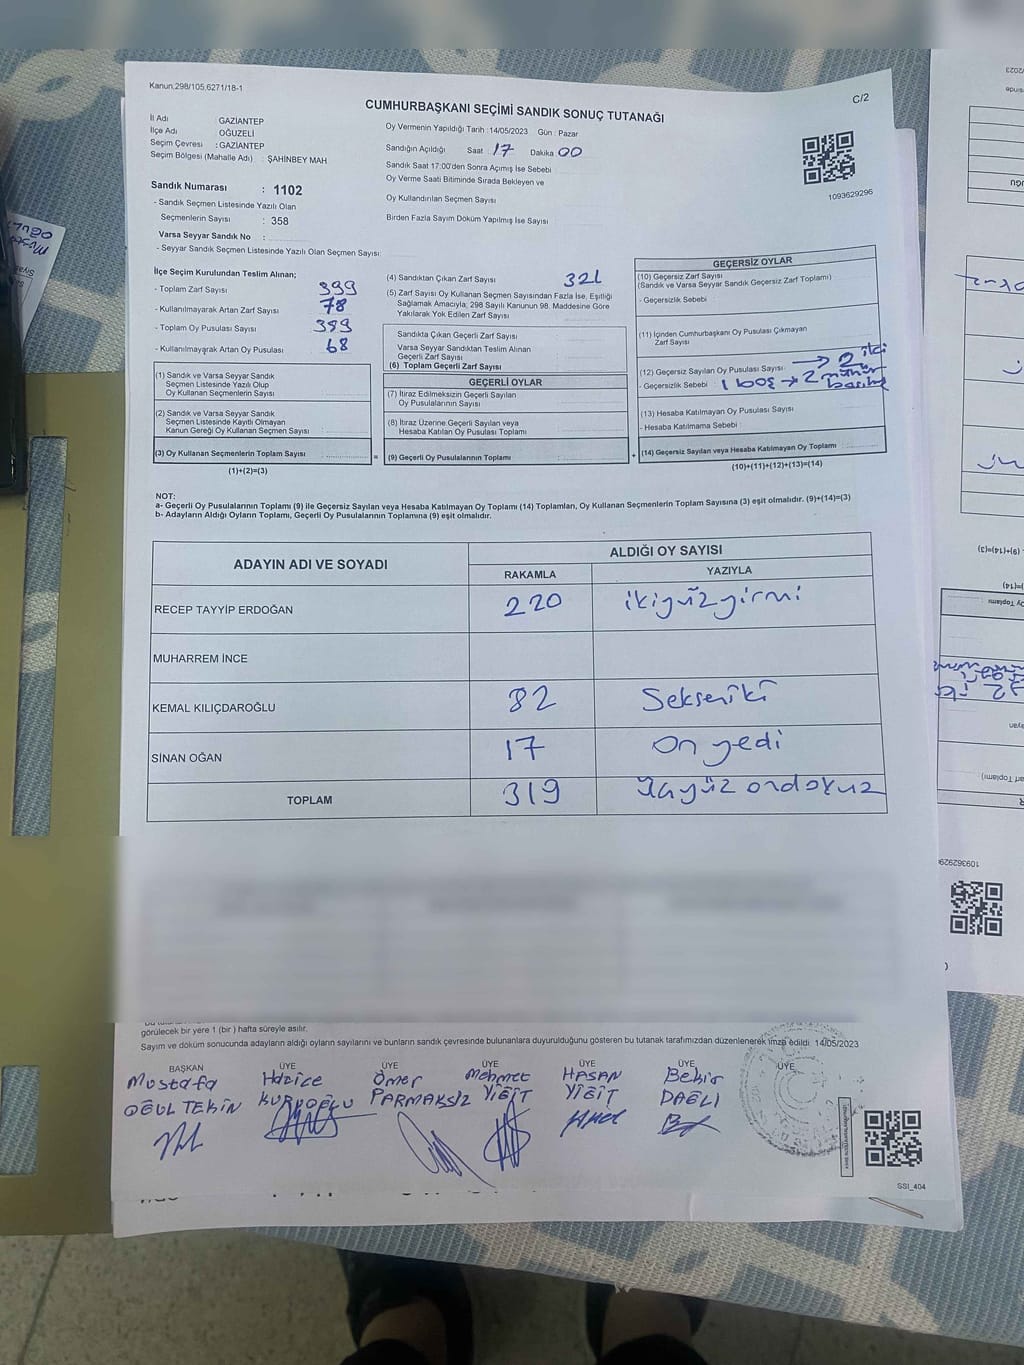 Kanun;298/105,6271/18-1
C/2
CUMHURBAŞKANI SEÇİMİ SANDIK SONUÇ TUTANAĞI
İl Adı : GAZİANTEP
İlçe Adı : OĞUZELİ
Seçim Çevresi : GAZİANTEP
Seçim Bölgesi (Mahalle Adı) : ŞAHİNBEY MAH
Sandık Numarası : 1102
- Sandık Seçmen Listesinde Yazılı Olan
Seçmenlerin Sayısı : 358
Varsa Seyyar Sandık No :
- Seyyar Sandık Seçmen Listesinde Yazılı Olan Seçmen Sayısı:
Oy Vermenin Yapıldığı Tarih :14/05/2023 Gün : Pazar
Sandığın Açıldığı Saat : 17 Dakika 00
Sandık Saat 17:00'den Sonra Açımış İse Sebebi
Oy Verme Saati Bitiminde Sırada Bekleyen ve
Oy Kullandırılan Seçmen Sayısı
Birden Fazla Sayım Döküm Yapılmış İse Sayısı
1093629296
İlçe Seçim Kurulundan Teslim Alınan;
- Toplam Zarf Sayısı 399
- Kullanılmayarak Artan Zarf Sayısı 78
- Toplam Oy Pusulası Sayısı 389
- Kullanılmayarak Artan Oy Pusulası 68
(1) Sandık ve Varsa Seyyar Sandık
Seçmen Listesinde Yazılı Olup
Oy Kullanan Seçmenlerin Sayısı
(2) Sandık ve Varsa Seyyar Sandık
Seçmen Listesinde Kayıtlı Olmayan
Kanun Gereği Oy Kullanan Seçmen Sayısı
(3) Oy Kullanan Seçmenlerin Toplam Sayısı
(1)+(2)=(3)
(4) Sandıktan Çıkan Zarf Sayısı 321
(5) Zarf Sayısı Oy Kullanan Seçmen Sayısından Fazla İse, Eşitliği
Sağlamak Amacıyla; 298 Sayılı Kanunun 98. Maddesine Göre
Yakılarak Yok Edilen Zarf Sayısı
Sandıkta Çıkan Geçerli Zarf Sayısı
Varsa Seyyar Sandıktan Teslim Alınan
Geçerli Zarf Sayısı
(6) Toplam Geçerli Zarf Sayısı
GEÇERLİ OYLAR
(7) İtiraz Edilmeksizin Geçerli Sayılan
Oy Pusulalarının Sayısı
(8) İtiraz Üzerine Geçerli Sayılan veya
Hesaba Katılan Oy Pusulası Toplamı
= (9) Geçerli Oy Pusulalarının Toplamı
GEÇERSİZ OYLAR
(10) Geçersiz Zarf Sayısı
(Sandık ve Varsa Seyyar Sandık Geçersiz Zarf Toplamı)
- Geçersizlik Sebebi
(11) İçinden Cumhurbaşkanı Oy Pusulası Çıkmayan
Zarf Sayısı
(12) Geçersiz Sayılan Oy Pusulası Sayısı → 2 iki
- Geçersizlik Sebebi 1 boş → 2 mühür
basılmış
(13) Hesaba Katılmayan Oy Pusulası Sayısı
- Hesaba Katılmama Sebebi
+ (14) Geçersiz Sayılan veya Hesaba Katılmayan Oy Toplamı
(10)+(11)+(12)+(13)=(14)
NOT:
a- Geçerli Oy Pusulalarının Toplamı (9) ile Geçersiz Sayılan veya Hesaba Katılmayan Oy Toplamı (14) Toplamları, Oy Kullanan Seçmenlerin Toplam Sayısına (3) eşit olmalıdır. (9)+(14)=(3)
b- Adayların Aldığı Oyların Toplamı, Geçerli Oy Pusulalarının Toplamına (9) eşit olmalıdır.
ADAYIN ADI VE SOYADI
ALDIĞI OY SAYISI
RAKAMLA YAZIYLA
RECEP TAYYİP ERDOĞAN 220 ikiyüzyirmi
MUHARREM İNCE
KEMAL KILIÇDAROĞLU 82 Sekseniki
SİNAN OĞAN 17 On yedi
TOPLAM 319 üçyüz ondokuz
görülecek bir yere 1 (bir ) hafta süreyle asılır.
Sayım ve döküm sonucunda adayların aldığı oyların sayılarını ve bunların sandık çevresinde bulunanlara duyurulduğunu gösteren bu tutanak tarafımızdan düzenlenerek imza edildi 14/05/2023
BAŞKAN ÜYE ÜYE ÜYE ÜYE ÜYE ÜYE
Mustafa Hatice Ömer Mehmet HASAN Bekir
OĞUL TEKİN KURUOĞLU PARMAKSIZ YİĞİT YİĞİT DAĞLI
SSI_404